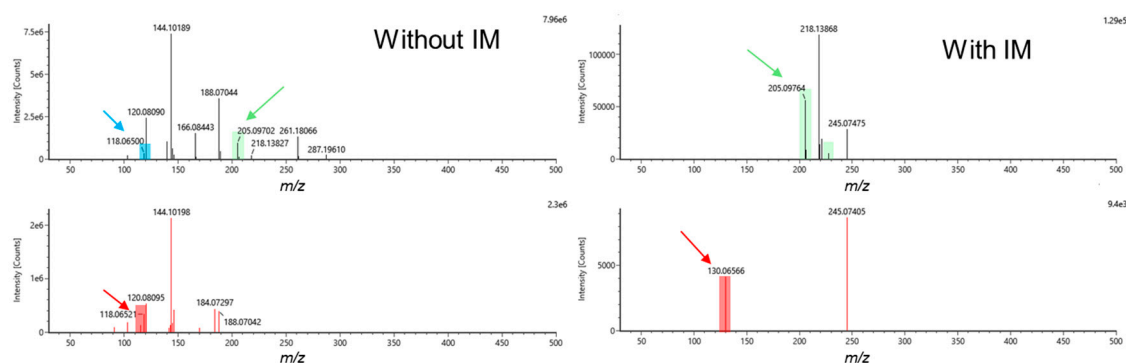 7.96e6
Without IM
Intensity [Counts]
7.5e6
5e6
2.5e6
0
144.10189
188.07044
120.08090
166.08443
118.06500
205.09702
261.18066
218.13827
287.19610
50 100 150 200 250 300 350 400 450 500
m/z
1.29e5
With IM
Intensity [Counts]
100000
50000
0
218.13868
205.09764
245.07475
50 100 150 200 250 300 350 400 450 500
m/z
2.3e6
Intensity [Counts]
2e6
1e6
0
144.10198
120.08095
118.06521
184.07297
188.07042
50 100 150 200 250 300 350 400 450 500
m/z
9.4e3
Intensity [Counts]
5000
0
245.07405
130.06566
50 100 150 200 250 300 350 400 450 500
m/z